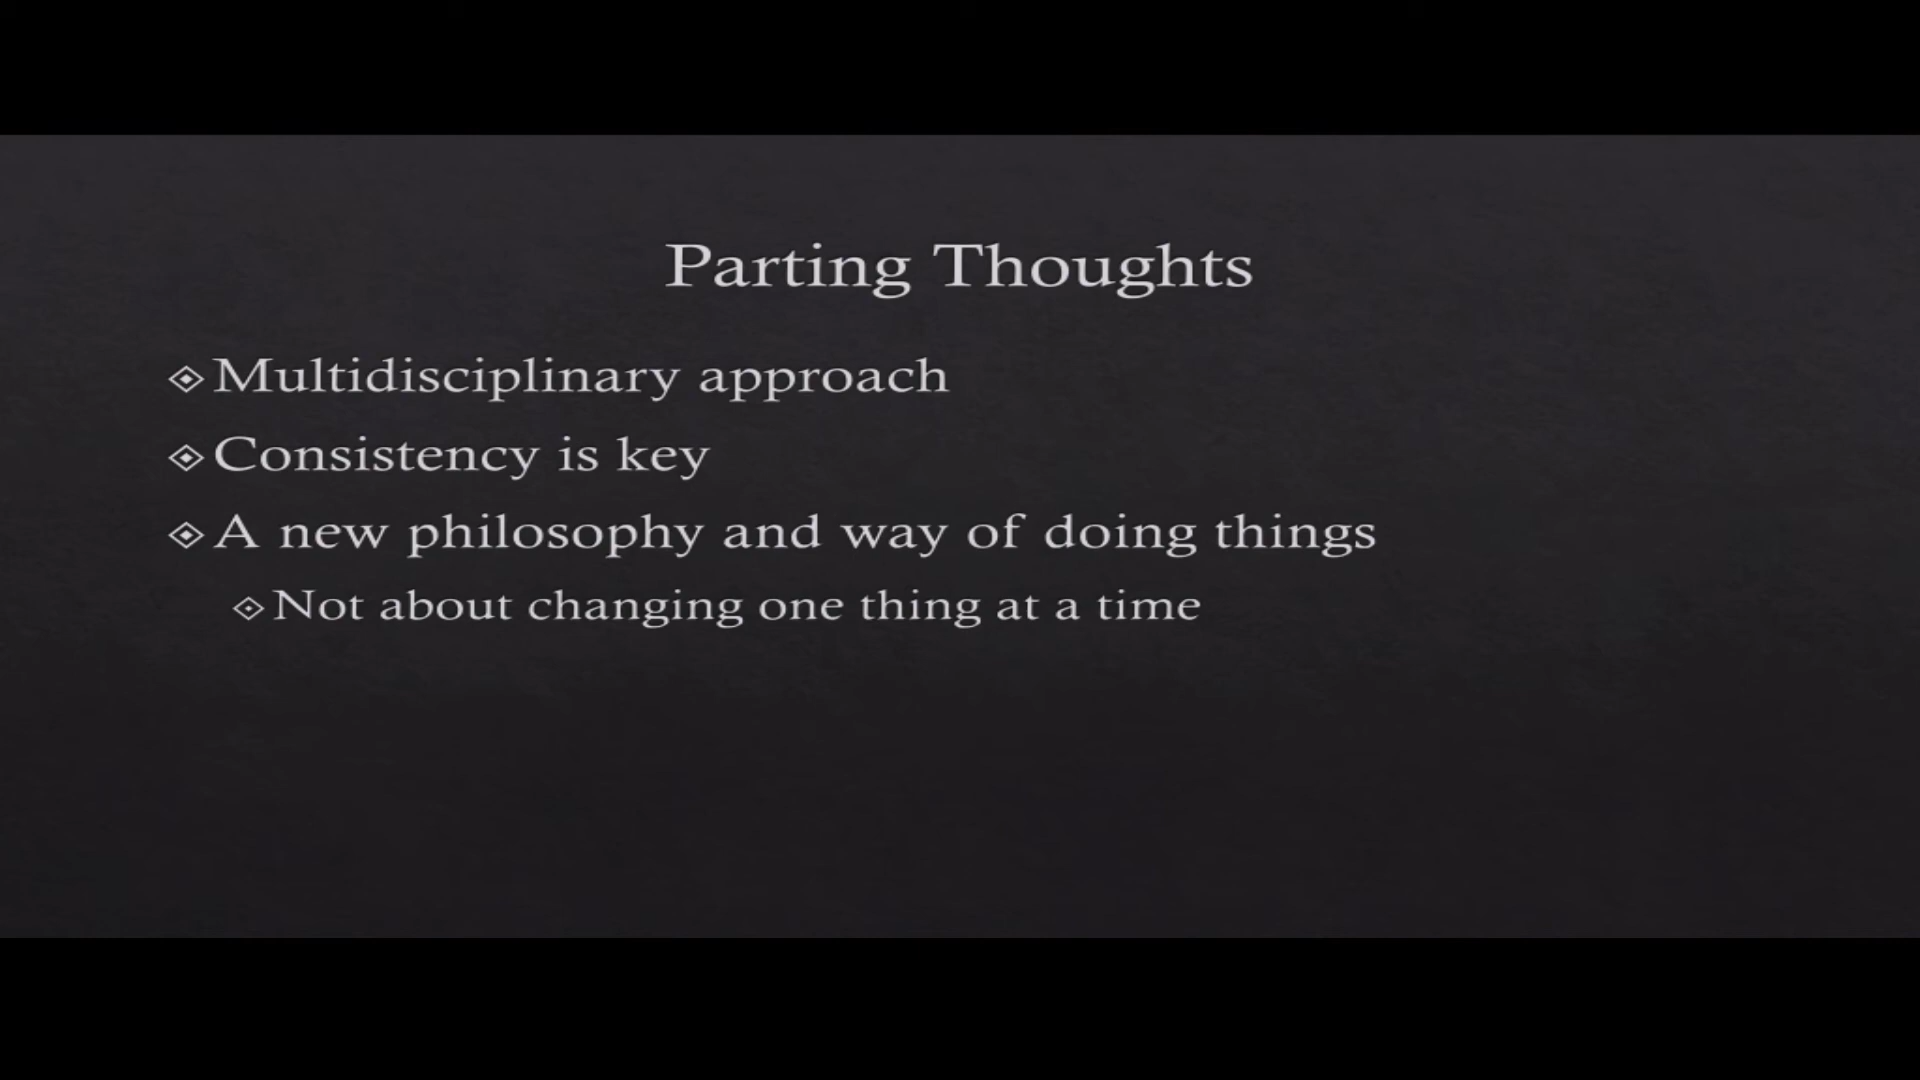 Parting Thoughts
Multidisciplinary approach
Consistency is key
A new philosophy and way of doing things
Not about changing one thing at a time